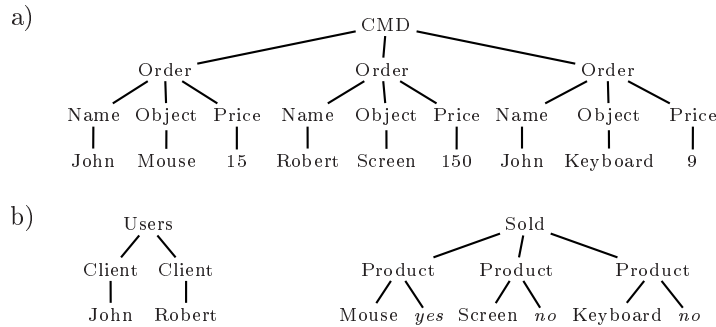 a)
CMD
Order Order Order
Name Object Price Name Object Price Name Object Price
John Mouse 15 Robert Screen 150 John Keyboard 9
b)
Users Sold
Client Client Product Product Product
John Robert Mouse yes Screen no Keyboard no